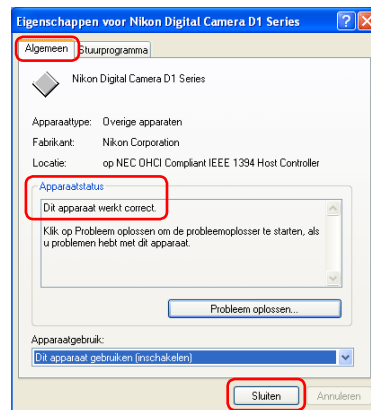 Eigenschappen voor Nikon Digital Camera D1 Series
Algemeen
Stuurprogramma
Nikon Digital Camera D1 Series
Apparaattype: Overige apparaten
Fabrikant: Nikon Corporation
Locatie: op NEC OHCI Compliant IEEE 1394 Host Controller
Apparaatstatus
Dit apparaat werkt correct.
Klik op Probleem oplossen om de probleemoplosser te starten, als
u problemen hebt met dit apparaat.
Probleem oplossen...
Apparaatgebruik:
Dit apparaat gebruiken (inschakelen)
Sluiten
Annuleren